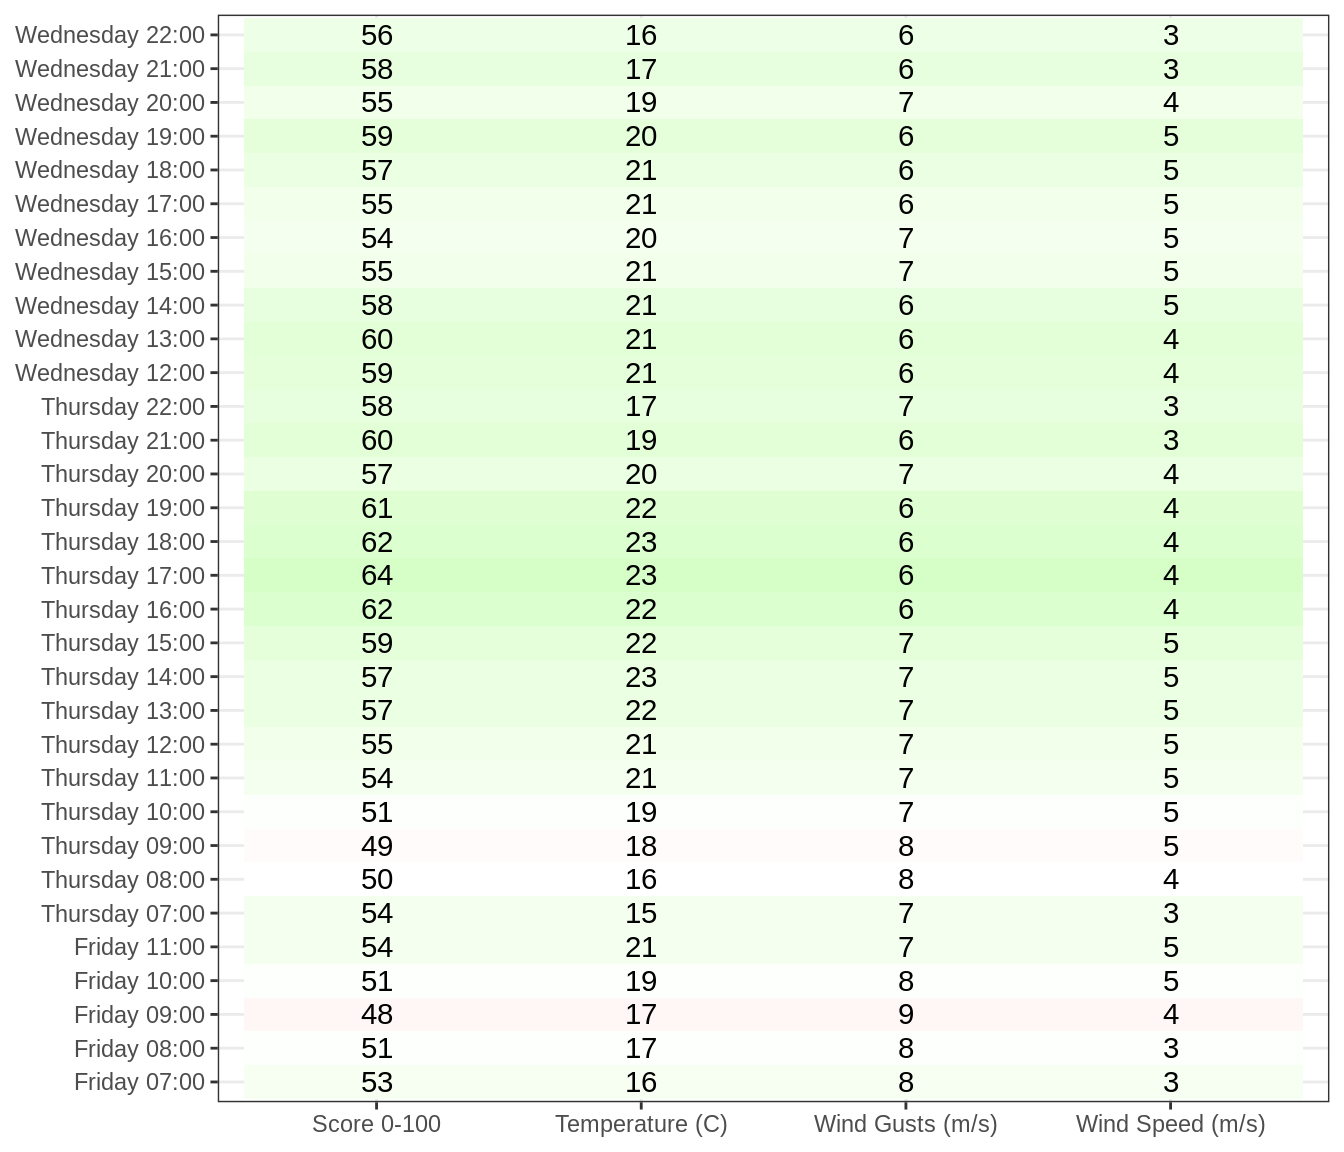 Wednesday 22:00 56 16 6 3
Wednesday 21:00 58 17 6 3
Wednesday 20:00 55 19 7 4
Wednesday 19:00 59 20 6 5
Wednesday 18:00 57 21 6 5
Wednesday 17:00 55 21 6 5
Wednesday 16:00 54 20 7 5
Wednesday 15:00 55 21 7 5
Wednesday 14:00 58 21 6 5
Wednesday 13:00 60 21 6 4
Wednesday 12:00 59 21 6 4
Thursday 22:00 58 17 7 3
Thursday 21:00 60 19 6 3
Thursday 20:00 57 20 7 4
Thursday 19:00 61 22 6 4
Thursday 18:00 62 23 6 4
Thursday 17:00 64 23 6 4
Thursday 16:00 62 22 6 4
Thursday 15:00 59 22 7 5
Thursday 14:00 57 23 7 5
Thursday 13:00 57 22 7 5
Thursday 12:00 55 21 7 5
Thursday 11:00 54 21 7 5
Thursday 10:00 51 19 7 5
Thursday 09:00 49 18 8 5
Thursday 08:00 50 16 8 4
Thursday 07:00 54 15 7 3
Friday 11:00 54 21 7 5
Friday 10:00 51 19 8 5
Friday 09:00 48 17 9 4
Friday 08:00 51 17 8 3
Friday 07:00 53 16 8 3
Score 0-100 Temperature (C) Wind Gusts (m/s) Wind Speed (m/s)